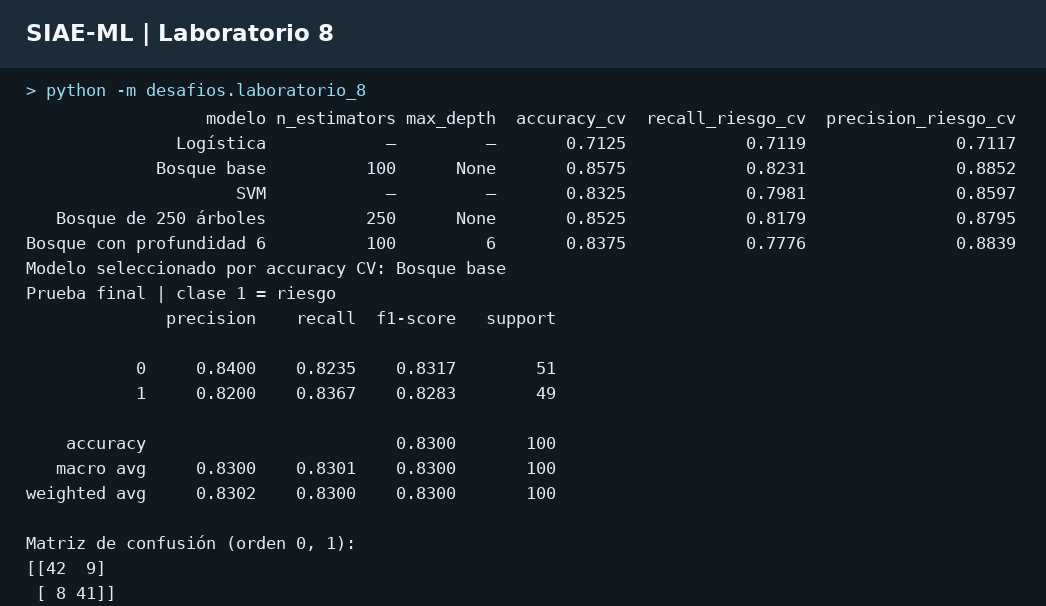 SIAE-ML | Laboratorio 8
> python -m desafios.laboratorio_8
modelo n_estimators max_depth accuracy_cv recall_riesgo_cv precision_riesgo_cv
Logística — — 0.7125 0.7119 0.7117
Bosque base 100 None 0.8575 0.8231 0.8852
SVM — — 0.8325 0.7981 0.8597
Bosque de 250 árboles 250 None 0.8525 0.8179 0.8795
Bosque con profundidad 6 100 6 0.8375 0.7776 0.8839
Modelo seleccionado por accuracy CV: Bosque base
Prueba final | clase 1 = riesgo
precision recall f1-score support
0 0.8400 0.8235 0.8317 51
1 0.8200 0.8367 0.8283 49
accuracy 0.8300 100
macro avg 0.8300 0.8301 0.8300 100
weighted avg 0.8302 0.8300 0.8300 100
Matriz de confusión (orden 0, 1):
[[42 9]
[ 8 41]]